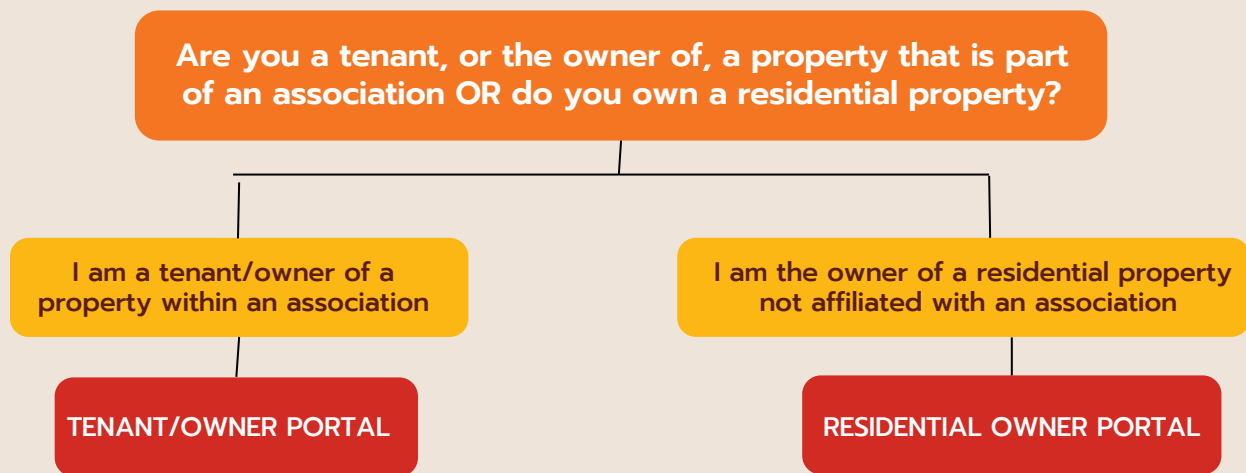 Are you a tenant, or the owner of, a property that is part
of an association OR do you own a residential property?
I am a tenant/owner of a
property within an association
I am the owner of a residential property
not affiliated with an association
TENANT/OWNER PORTAL
RESIDENTIAL OWNER PORTAL